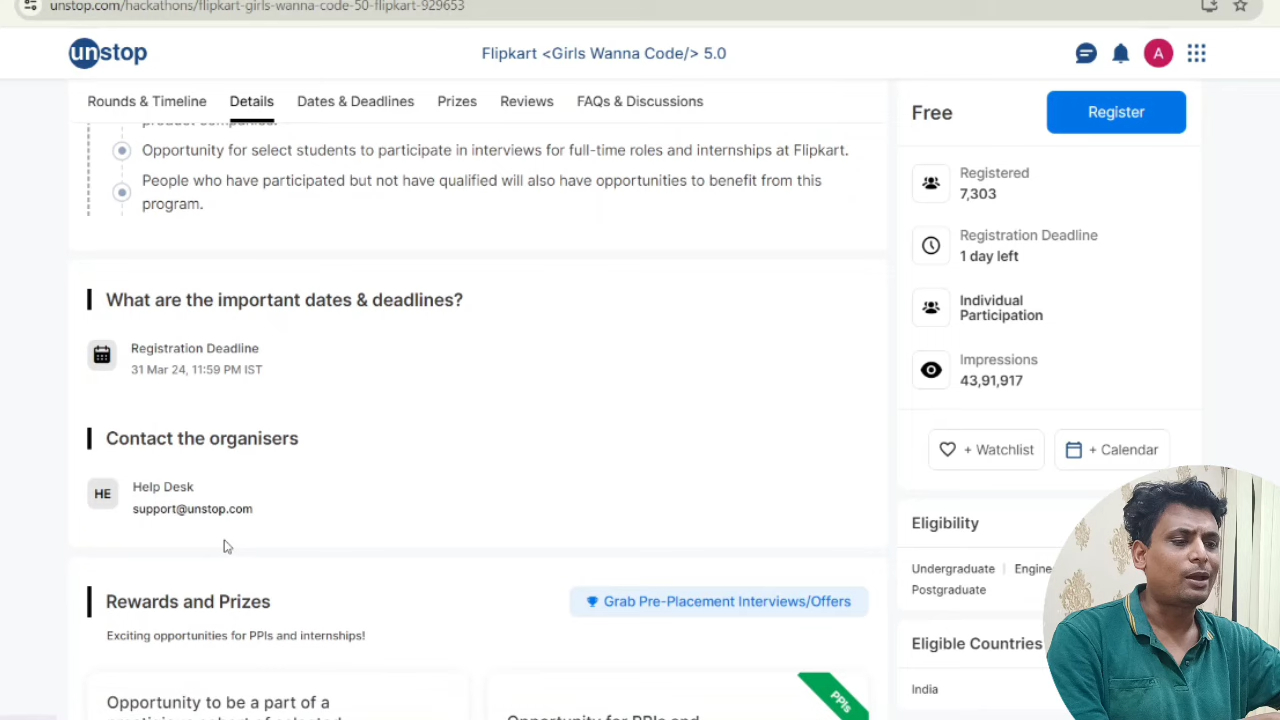 unstop.com/hackathons/flipkart-girls-wanna-code-50-flipkart-929653
unstop
Flipkart <Girls Wanna Code/> 5.0
A
Rounds & Timeline
Details
Dates & Deadlines
Prizes
Reviews
FAQs & Discussions
product companies.
Opportunity for select students to participate in interviews for full-time roles and internships at Flipkart.
People who have participated but not have qualified will also have opportunities to benefit from this
program.
What are the important dates & deadlines?
Registration Deadline
31 Mar 24, 11:59 PM IST
Contact the organisers
HE
Help Desk
support@unstop.com
Rewards and Prizes
Grab Pre-Placement Interviews/Offers
Exciting opportunities for PPIs and internships!
Opportunity to be a part of a
PPIs
Opportunity for PPIs and
Free
Register
Registered
7,303
Registration Deadline
1 day left
Individual
Participation
Impressions
43,91,917
+ Watchlist
+ Calendar
Eligibility
Undergraduate
Engine
Postgraduate
Eligible Countries
India